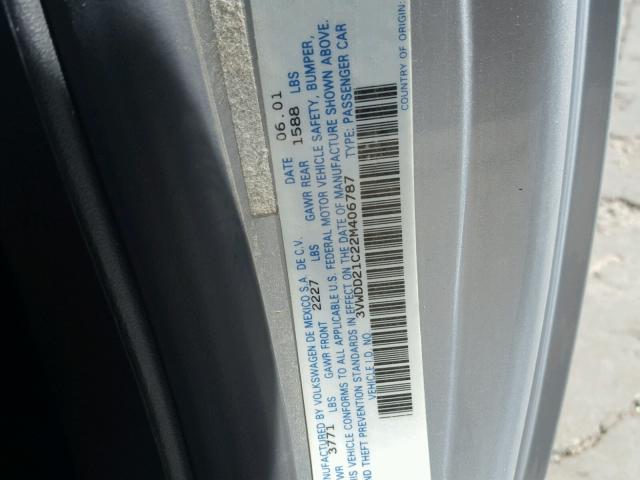 NUFACTURED BY VOLKSWAGEN DE MEXICO S.A. DE C.V. DATE 06.01
3771 LBS GAWR FRONT 2227 LBS GAWR REAR 1588 LBS
HIS VEHICLE CONFORMS TO ALL APPLICABLE U.S. FEDERAL MOTOR VEHICLE SAFETY, BUMPER,
ND THEFT PREVENTION STANDARDS IN EFFECT ON THE DATE OF MANUFACTURE SHOWN ABOVE.
VEHICLE I.D. NO. 3VWDD21C22M406787 TYPE: PASSENGER CAR
COUNTRY OF ORIGIN: